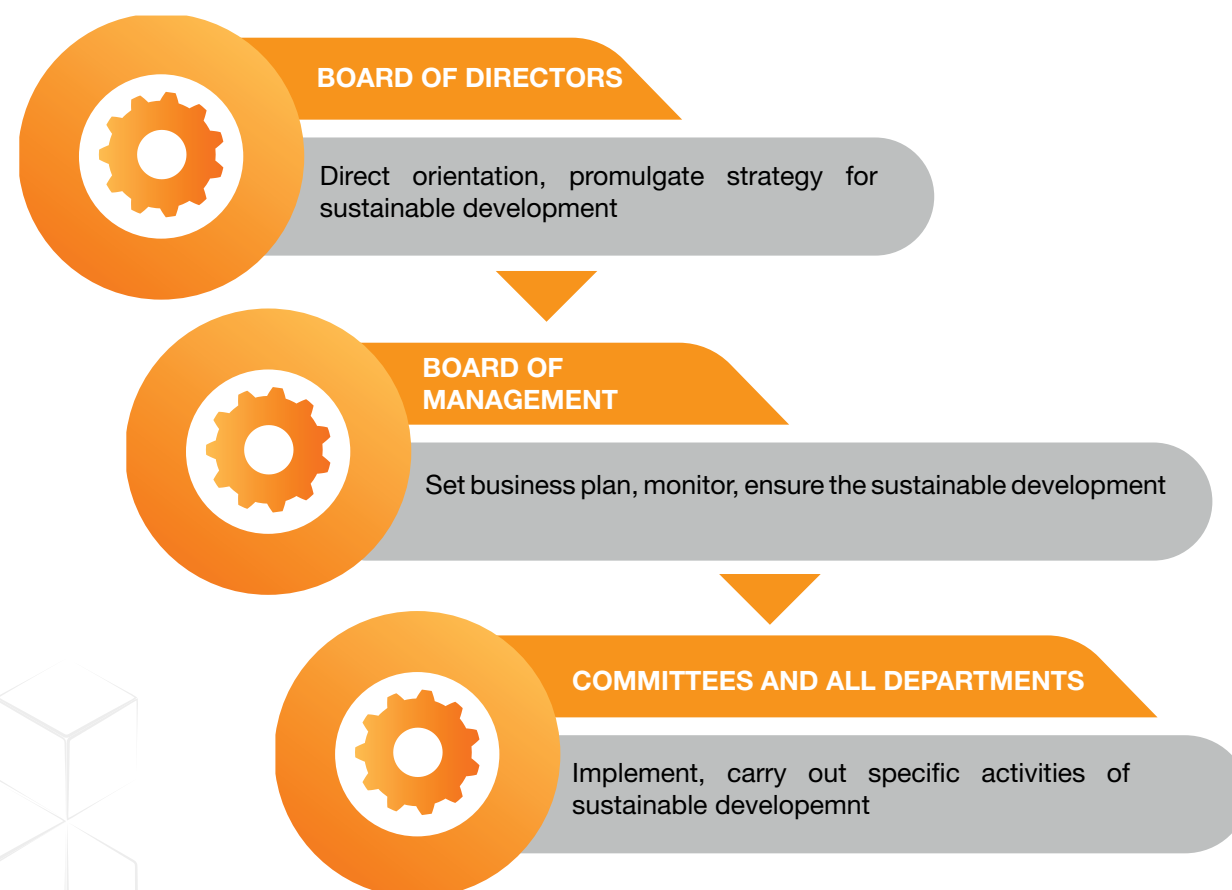 BOARD OF DIRECTORS
Direct orientation, promulgate strategy for
sustainable development
BOARD OF
MANAGEMENT
Set business plan, monitor, ensure the sustainable development
COMMITTEES AND ALL DEPARTMENTS
Implement, carry out specific activities of
sustainable developemnt